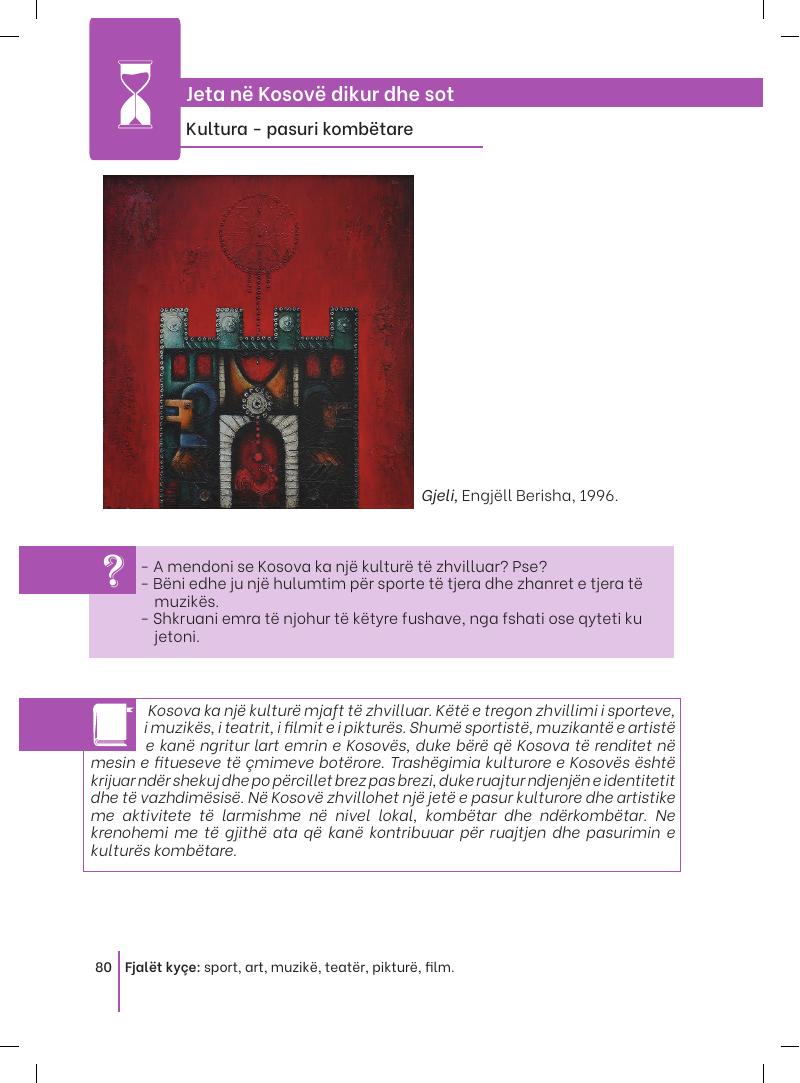 Jeta në Kosovë dikur dhe sot
Kultura - pasuri kombëtare
Gjeli, Engjëll Berisha, 1996.
?
- A mendoni se Kosova ka një kulturë të zhvilluar? Pse?
- Bëni edhe ju një hulumtim për sporte të tjera dhe zhanret e tjera të
muzikës.
- Shkruani emra të njohur të këtyre fushave, nga fshati ose qyteti ku
jetoni.
Kosova ka një kulturë mjaft të zhvilluar. Këtë e tregon zhvillimi i sporteve,
i muzikës, i teatrit, i filmit e i pikturës. Shumë sportistë, muzikantë e artistë
e kanë ngritur lart emrin e Kosovës, duke bërë që Kosova të renditet në
mesin e fitueseve të çmimeve botërore. Trashëgimia kulturore e Kosovës është
krijuar ndër shekuj dhe po përcillet brez pas brezi, duke ruajtur ndjenjën e identitetit
dhe të vazhdimësisë. Në Kosovë zhvillohet një jetë e pasur kulturore dhe artistike
me aktivitete të larmishme në nivel lokal, kombëtar dhe ndërkombëtar. Ne
krenohemi me të gjithë ata që kanë kontribuuar për ruajtjen dhe pasurimin e
kulturës kombëtare.
80 Fjalët kyçe: sport, art, muzikë, teatër, pikturë, film.